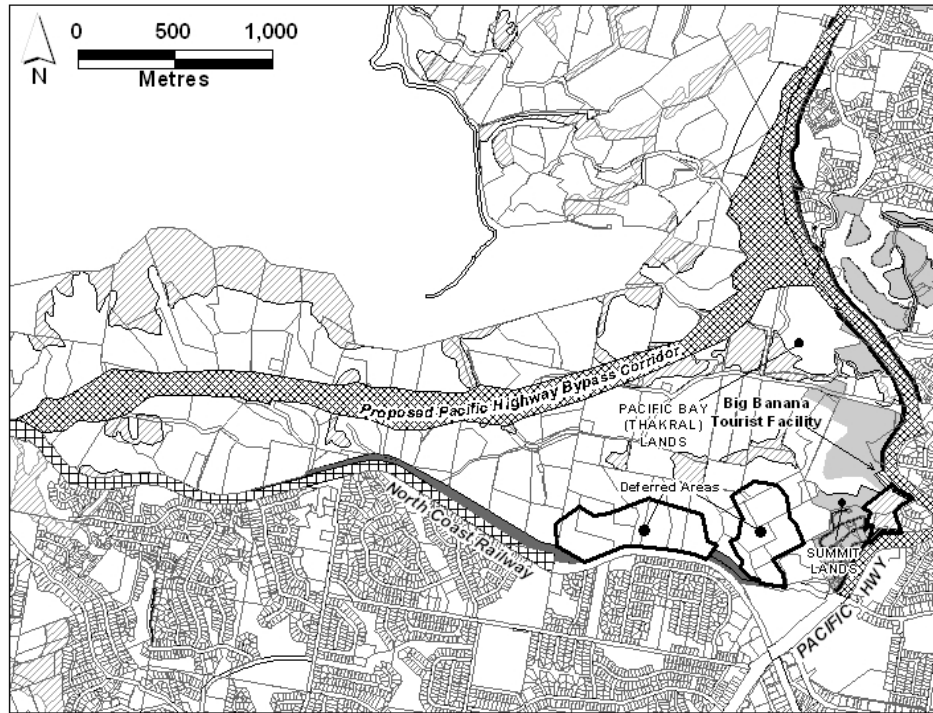 0 500 1,000
Metres
N
Proposed Pacific Highway Bypass Corridor
PACIFIC BAY
(THAKRAL)
LANDS
Big Banana
Tourist Facility
Deferred Areas
North Coast Railway
SUMMIT
LANDS
PACIFIC HWY